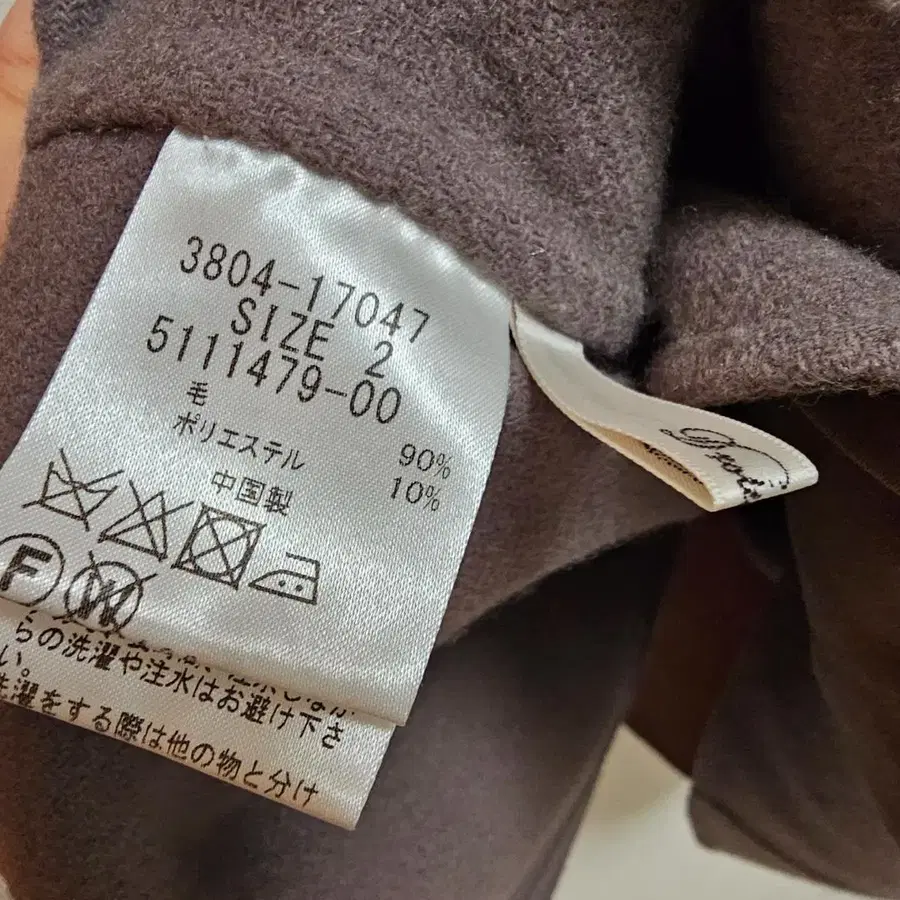 3804-17047
SIZE 2
5111479-00
毛 90%
ポリエステル 10%
中国製
F
W
らの洗濯や注水はお避け下さ
い。
洗濯をする際は他の物と分け